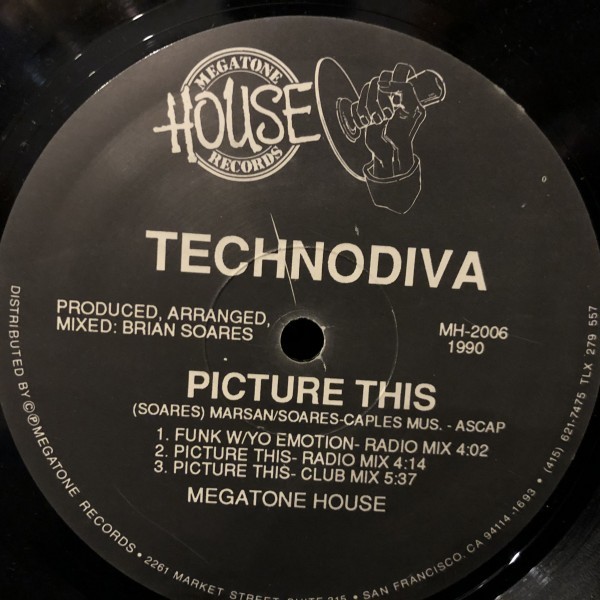 MEGATONE
HOUSE
RECORDS
TECHNODIVA
PRODUCED, ARRANGED,
MIXED: BRIAN SOARES
MH-2006
1990
PICTURE THIS
(SOARES) MARSAN/SOARES-CAPLES MUS. - ASCAP
1. FUNK W/YO EMOTION- RADIO MIX 4:02
2. PICTURE THIS- RADIO MIX 4:14
3. PICTURE THIS- CLUB MIX 5:37
MEGATONE HOUSE
DISTRIBUTED BY ©℗MEGATONE RECORDS • 2261 MARKET STREET, SUITE 315 • SAN FRANCISCO, CA 94114-1693 • (415) 621-7475 TLX 279 557